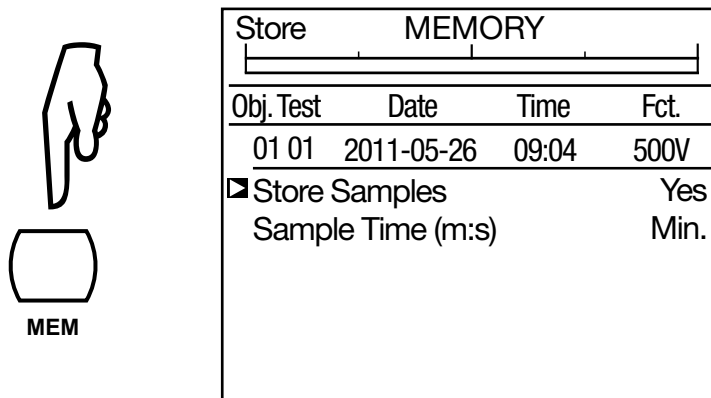 Store MEMORY
Obj. Test Date Time Fct.
01 01 2011-05-26 09:04 500V
Store Samples Yes
Sample Time (m:s) Min.
MEM